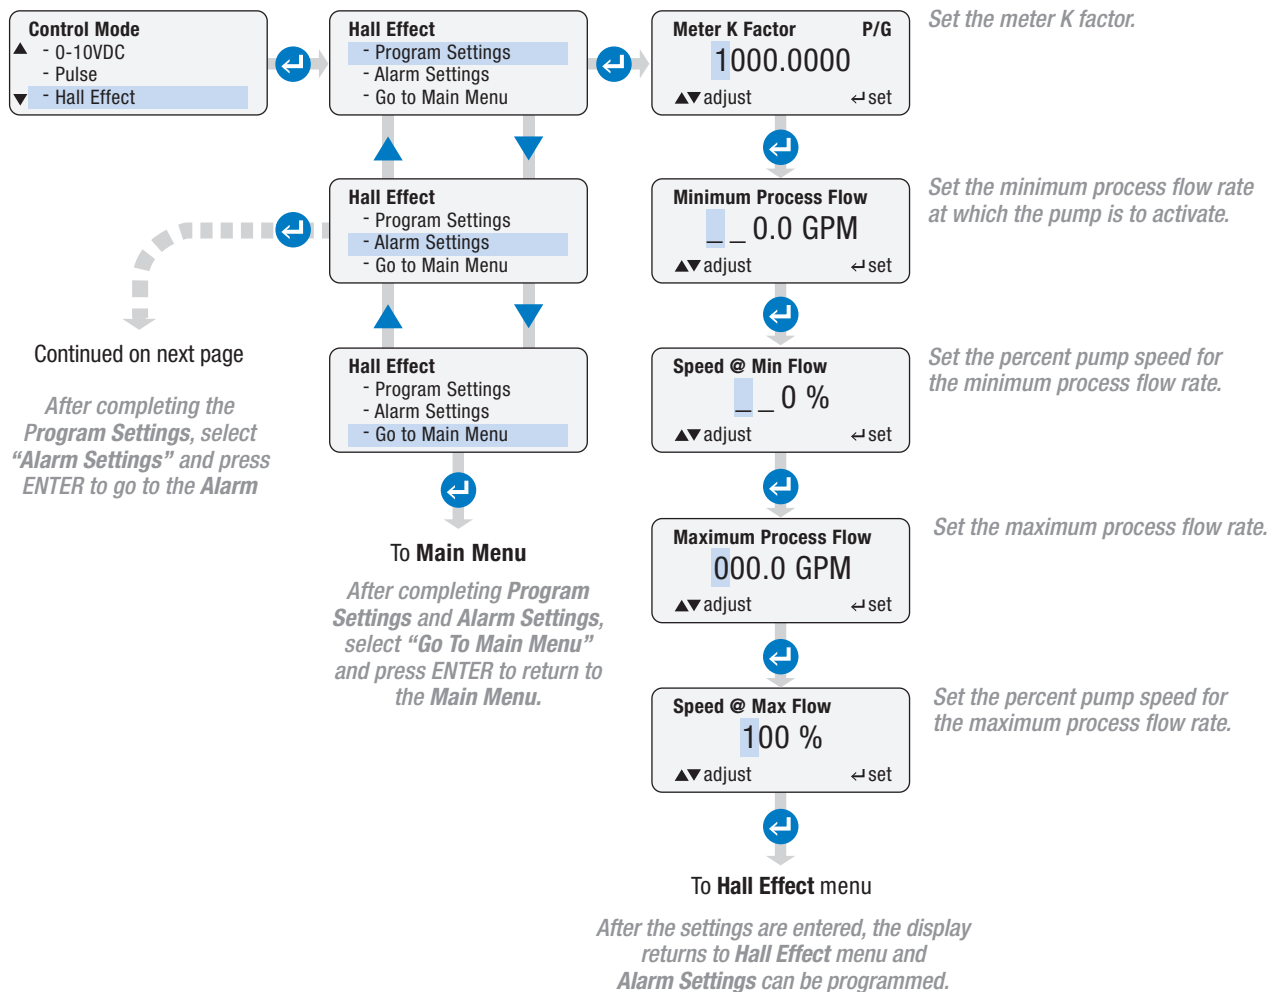 Control Mode
- 0-10VDC
- Pulse
- Hall Effect
Hall Effect
- Program Settings
- Alarm Settings
- Go to Main Menu
Meter K Factor P/G
1000.0000
▲▼ adjust ↵ set
Set the meter K factor.
Hall Effect
- Program Settings
- Alarm Settings
- Go to Main Menu
Minimum Process Flow
_ _ 0.0 GPM
▲▼ adjust ↵ set
Set the minimum process flow rate
at which the pump is to activate.
Continued on next page
After completing the
Program Settings, select
“Alarm Settings” and press
ENTER to go to the Alarm
Hall Effect
- Program Settings
- Alarm Settings
- Go to Main Menu
Speed @ Min Flow
_ _ 0 %
▲▼ adjust ↵ set
Set the percent pump speed for
the minimum process flow rate.
To Main Menu
After completing Program
Settings and Alarm Settings,
select “Go To Main Menu”
and press ENTER to return to
the Main Menu.
Maximum Process Flow
000.0 GPM
▲▼ adjust ↵ set
Set the maximum process flow rate.
Speed @ Max Flow
100 %
▲▼ adjust ↵ set
Set the percent pump speed for
the maximum process flow rate.
To Hall Effect menu
After the settings are entered, the display
returns to Hall Effect menu and
Alarm Settings can be programmed.